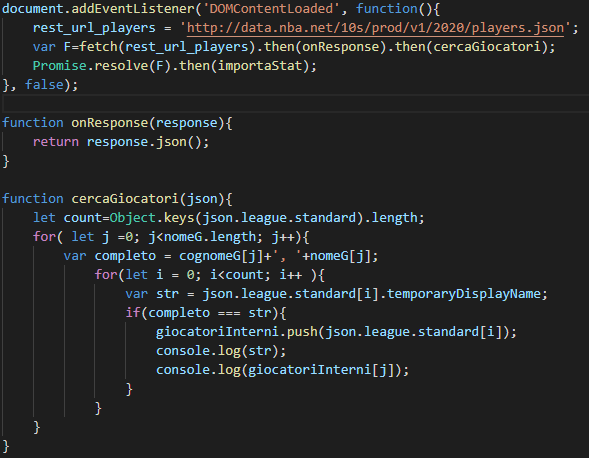 document.addEventListener('DOMContentLoaded', function(){
    rest_url_players = 'http://data.nba.net/10s/prod/v1/2020/players.json';
    var F=fetch(rest_url_players).then(onResponse).then(cercaGiocatori);
    Promise.resolve(F).then(importaStat);
}, false);

function onResponse(response){
    return response.json();
}

function cercaGiocatori(json){
    let count=Object.keys(json.league.standard).length;
    for( let j =0; j<nomeG.length; j++){
        var completo = cognomeG[j]+', '+nomeG[j];
            for(let i = 0; i<count; i++ ){
                var str = json.league.standard[i].temporaryDisplayName;
                if(completo === str){
                    giocatoriInterni.push(json.league.standard[i]);
                    console.log(str);
                    console.log(giocatoriInterni[j]);
                }
            }
    }
}